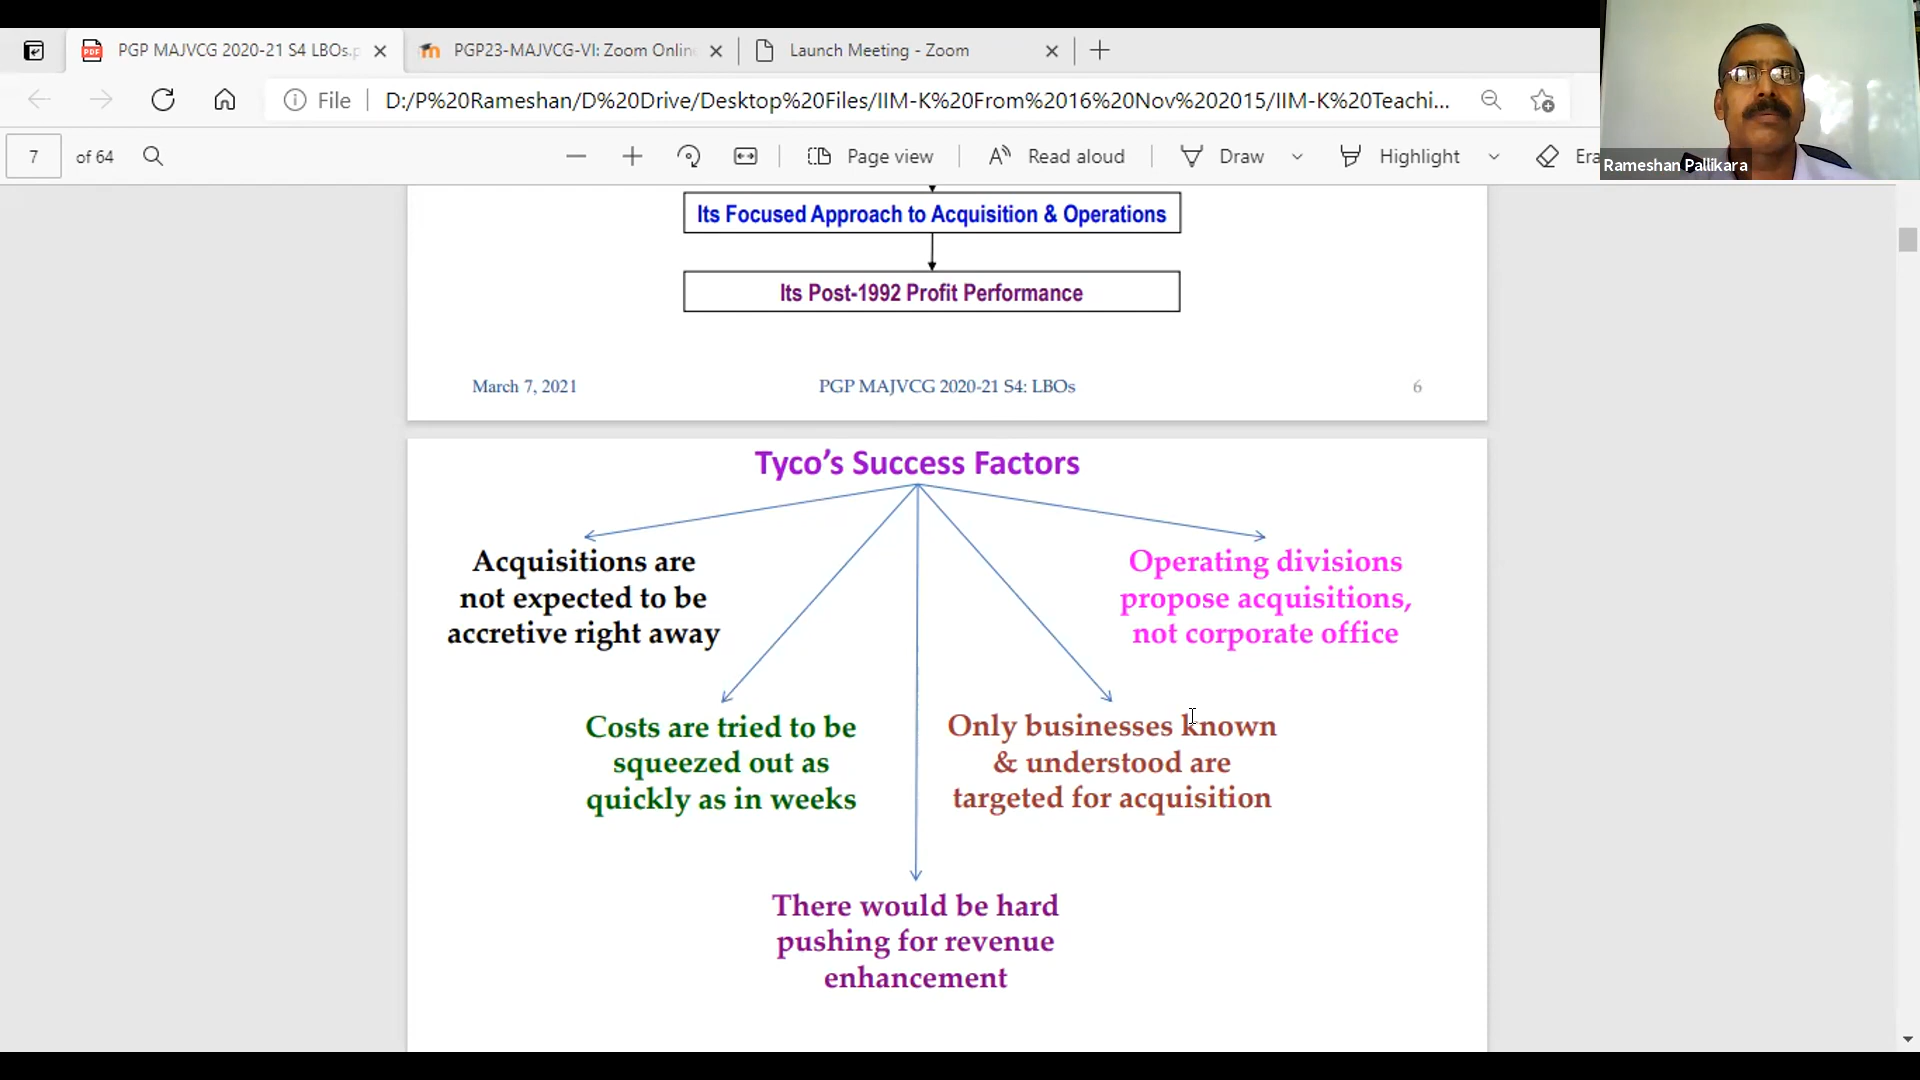 PGP MAJVCG 2020-21 S4 LBOs.p
PGP23-MAJVCG-VI: Zoom Onlin
Launch Meeting - Zoom
File
D:/P%20Rameshan/D%20Drive/Desktop%20Files/IIM-K%20From%2016%20Nov%202015/IIM-K%20Teachi...
7
of 64
Page view
Read aloud
Draw
Highlight
Era
Rameshan Pallikara
Its Focused Approach to Acquisition & Operations
Its Post-1992 Profit Performance
March 7, 2021
PGP MAJVCG 2020-21 S4: LBOs
6
Tyco’s Success Factors
Acquisitions are
not expected to be
accretive right away
Operating divisions
propose acquisitions,
not corporate office
Costs are tried to be
squeezed out as
quickly as in weeks
Only businesses known
& understood are
targeted for acquisition
There would be hard
pushing for revenue
enhancement